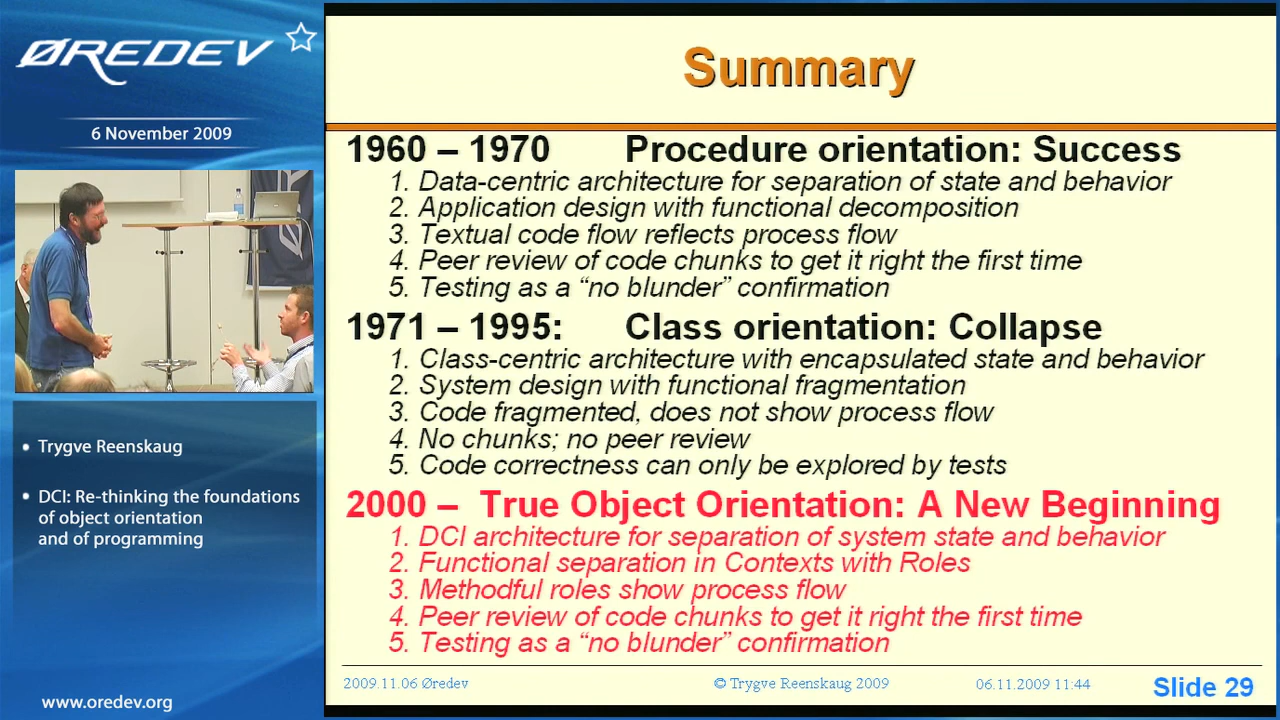 ØREDEV
6 November 2009
Trygve Reenskaug
DCI: Re-thinking the foundations
of object orientation
and of programming
www.oredev.org
Summary
1960 – 1970 Procedure orientation: Success
1. Data-centric architecture for separation of state and behavior
2. Application design with functional decomposition
3. Textual code flow reflects process flow
4. Peer review of code chunks to get it right the first time
5. Testing as a “no blunder” confirmation
1971 – 1995: Class orientation: Collapse
1. Class-centric architecture with encapsulated state and behavior
2. System design with functional fragmentation
3. Code fragmented, does not show process flow
4. No chunks; no peer review
5. Code correctness can only be explored by tests
2000 – True Object Orientation: A New Beginning
1. DCI architecture for separation of system state and behavior
2. Functional separation in Contexts with Roles
3. Methodful roles show process flow
4. Peer review of code chunks to get it right the first time
5. Testing as a “no blunder” confirmation
2009.11.06 Øredev © Trygve Reenskaug 2009 06.11.2009 11:44 Slide 29